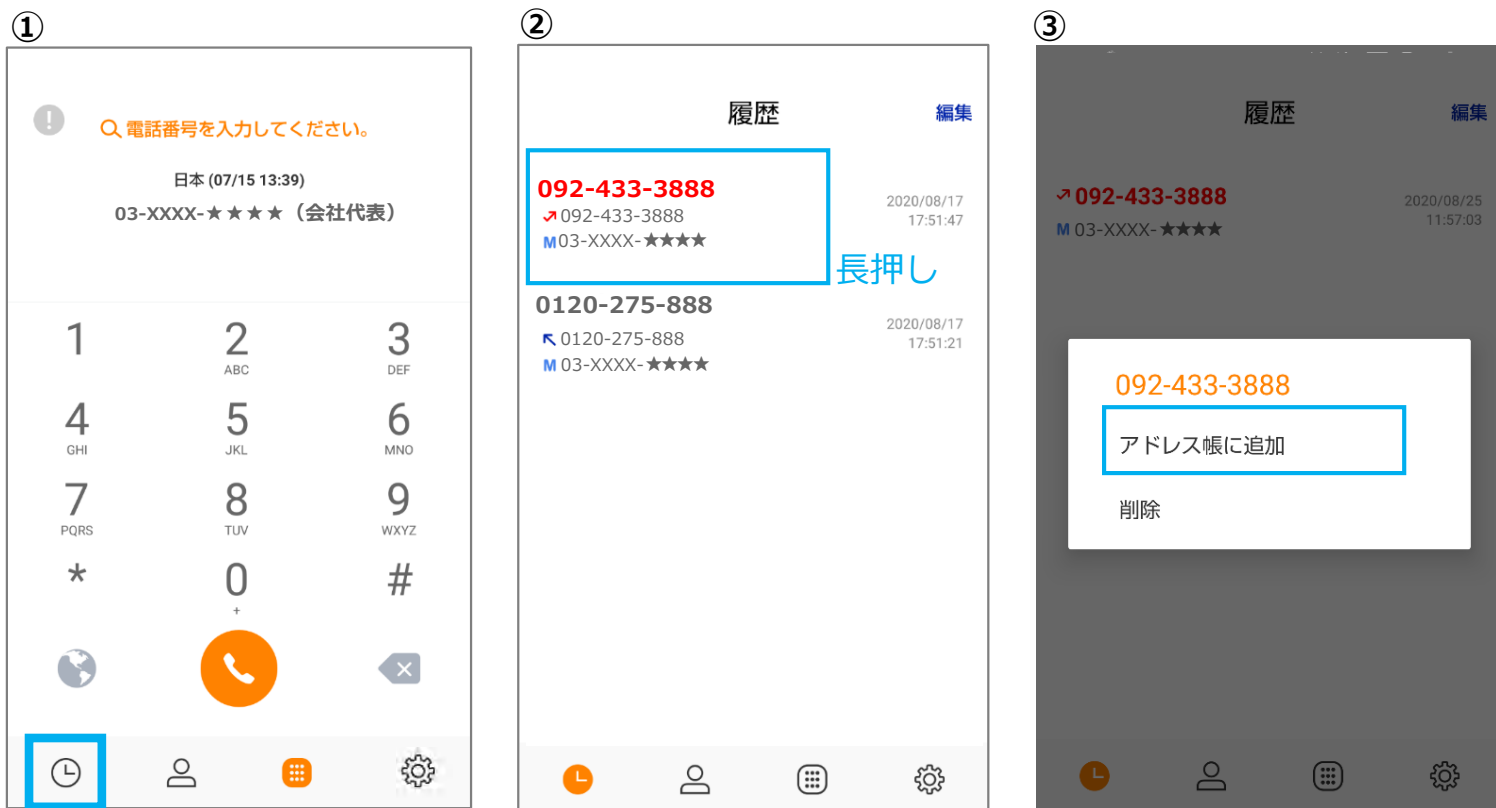 ①
電話番号を入力してください。
日本 (07/15 13:39)
03-XXXX-★★★★（会社代表）
1
2
ABC
3
DEF
4
GHI
5
JKL
6
MNO
7
PQRS
8
TUV
9
WXYZ
*
0
+
#
②
履歴
編集
092-433-3888
092-433-3888
M 03-XXXX-★★★★
2020/08/17
17:51:47
長押し
0120-275-888
0120-275-888
M 03-XXXX-★★★★
2020/08/17
17:51:21
③
履歴
編集
092-433-3888
M 03-XXXX-★★★★
2020/08/25
11:57:03
092-433-3888
アドレス帳に追加
削除